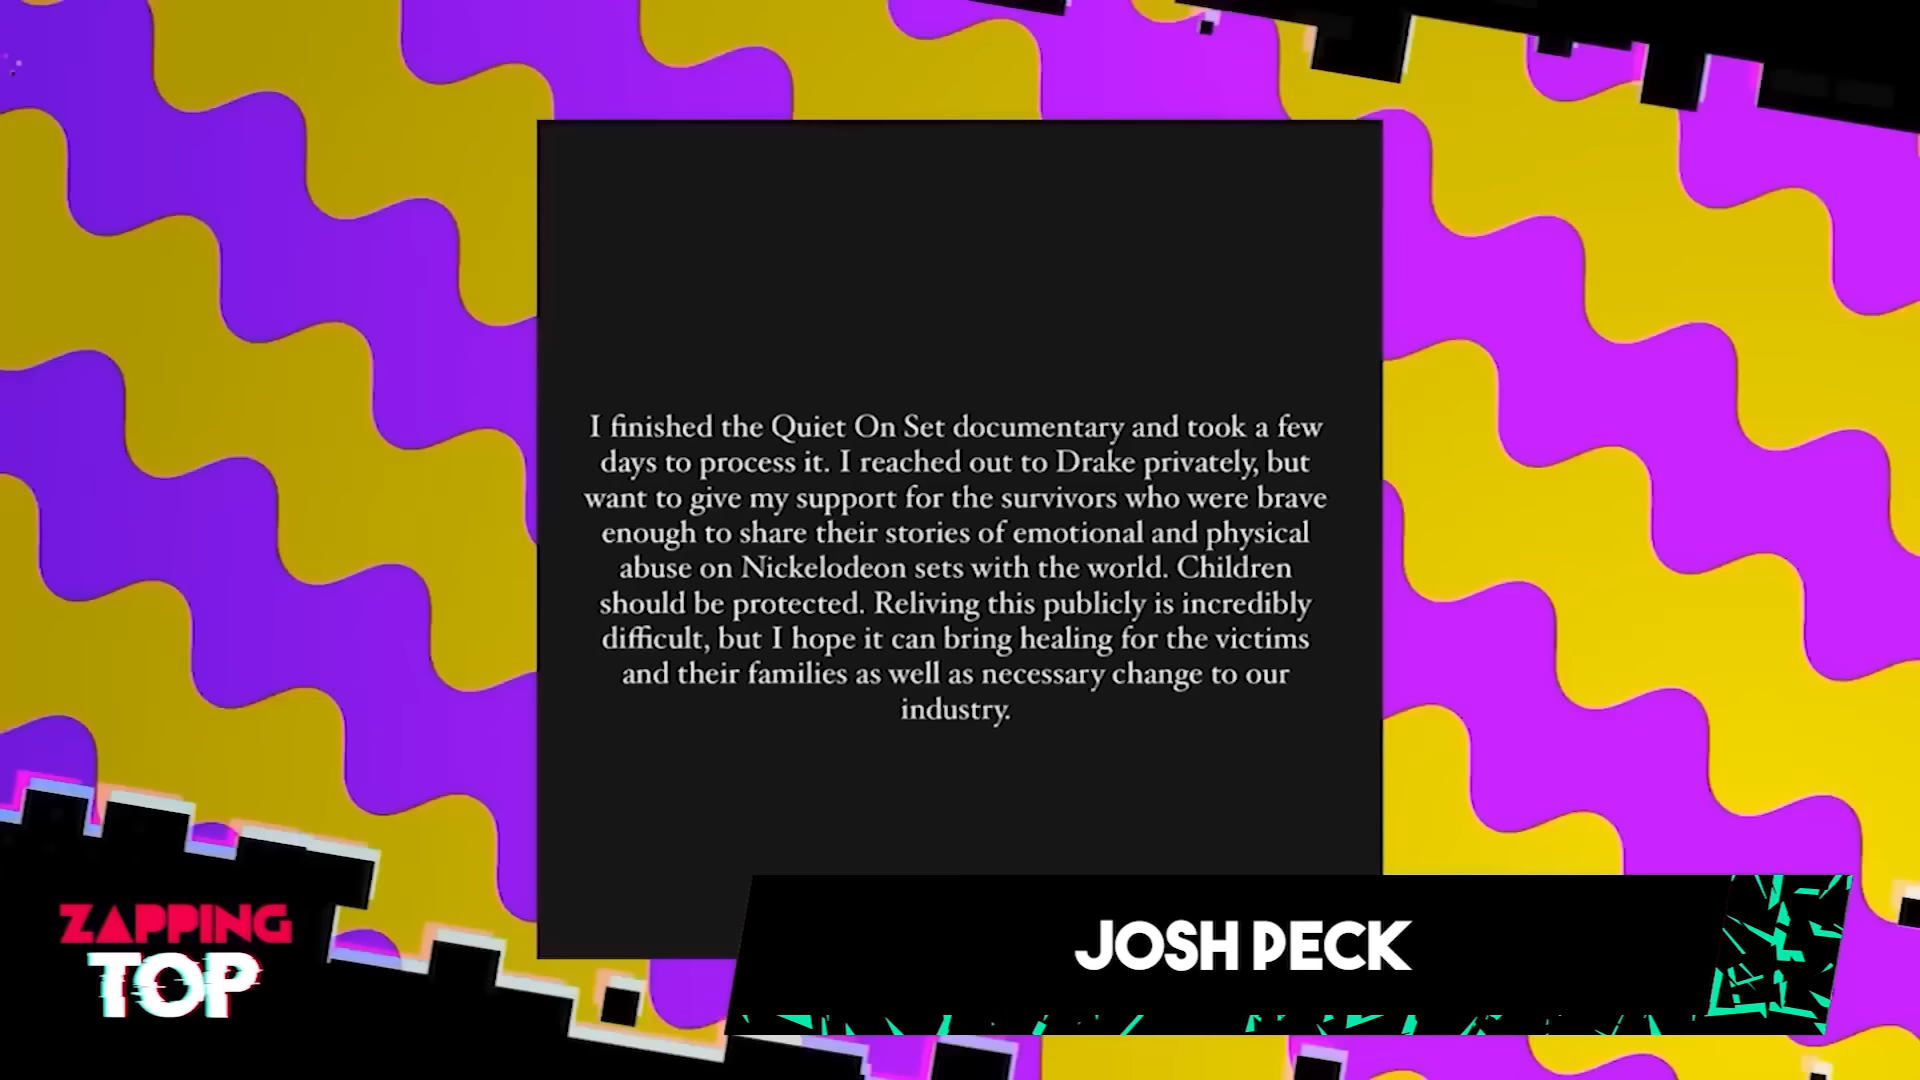 I finished the Quiet On Set documentary and took a few
days to process it. I reached out to Drake privately, but
want to give my support for the survivors who were brave
enough to share their stories of emotional and physical
abuse on Nickelodeon sets with the world. Children
should be protected. Reliving this publicly is incredibly
difficult, but I hope it can bring healing for the victims
and their families as well as necessary change to our
industry.
JOSH PECK
ZAPPING
TOP